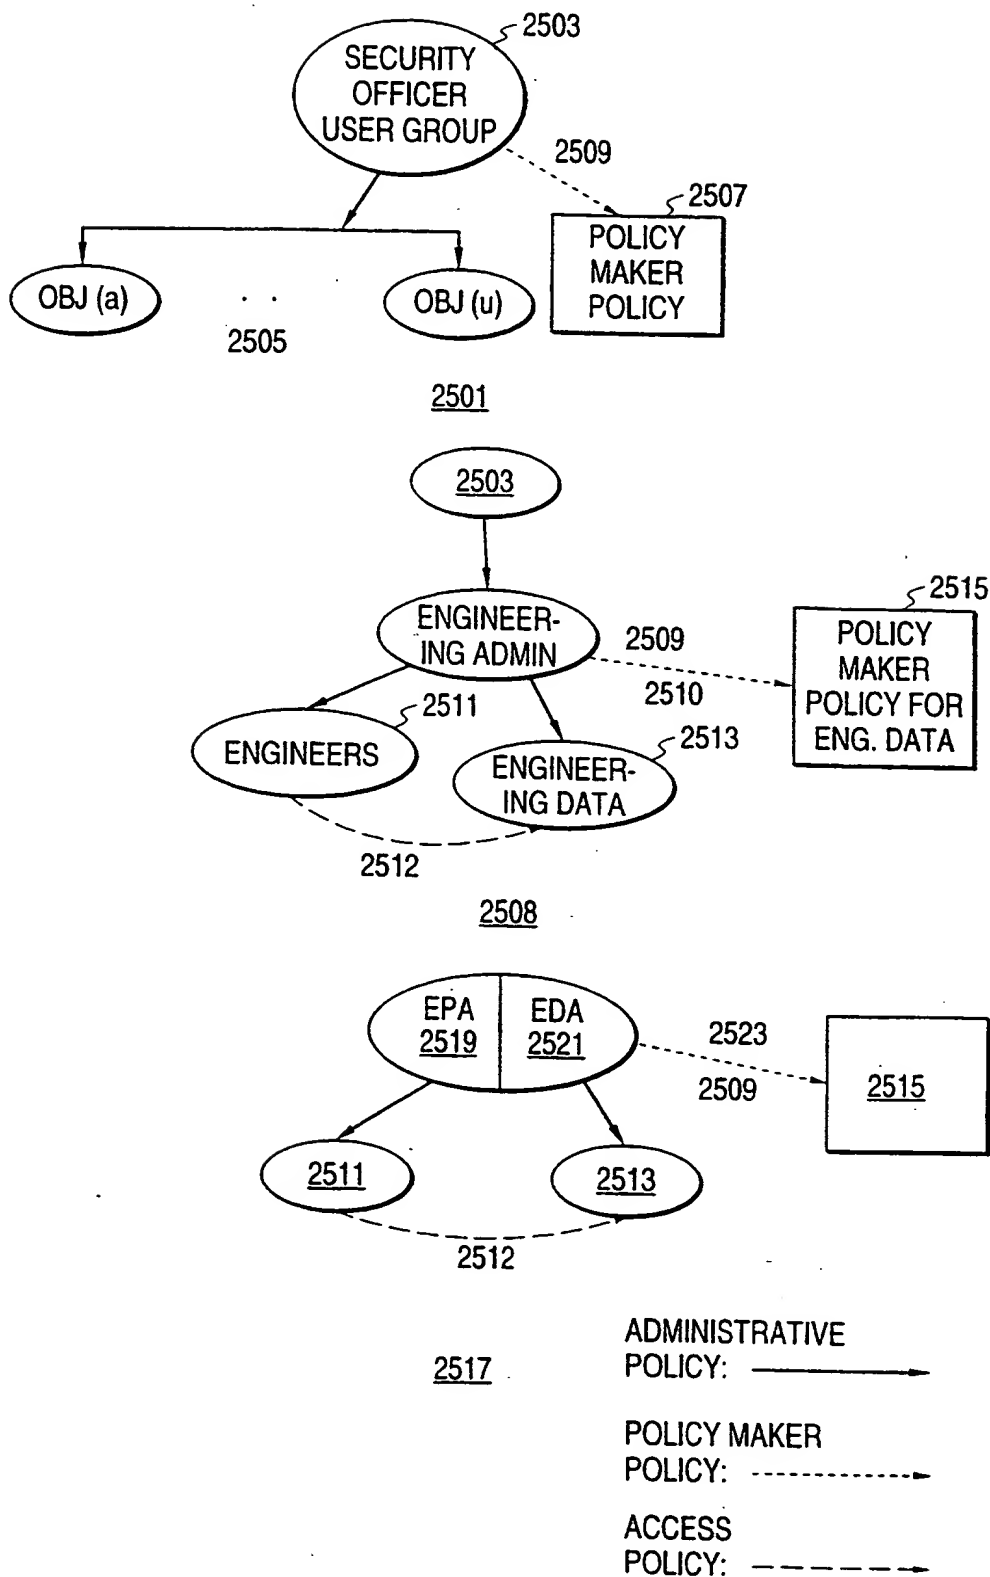 2503
SECURITY
OFFICER
USER GROUP
2509
2507
POLICY
MAKER
POLICY
OBJ (a)
. .
OBJ (u)
2505
2501
2503
2515
ENGINEER-
ING ADMIN
2509
2510
POLICY
MAKER
POLICY FOR
ENG. DATA
2511
2513
ENGINEERS
ENGINEER-
ING DATA
2512
2508
EPA
2519
EDA
2521
2523
2509
2515
2511
2513
2512
2517
ADMINISTRATIVE
POLICY:
POLICY MAKER
POLICY:
ACCESS
POLICY: